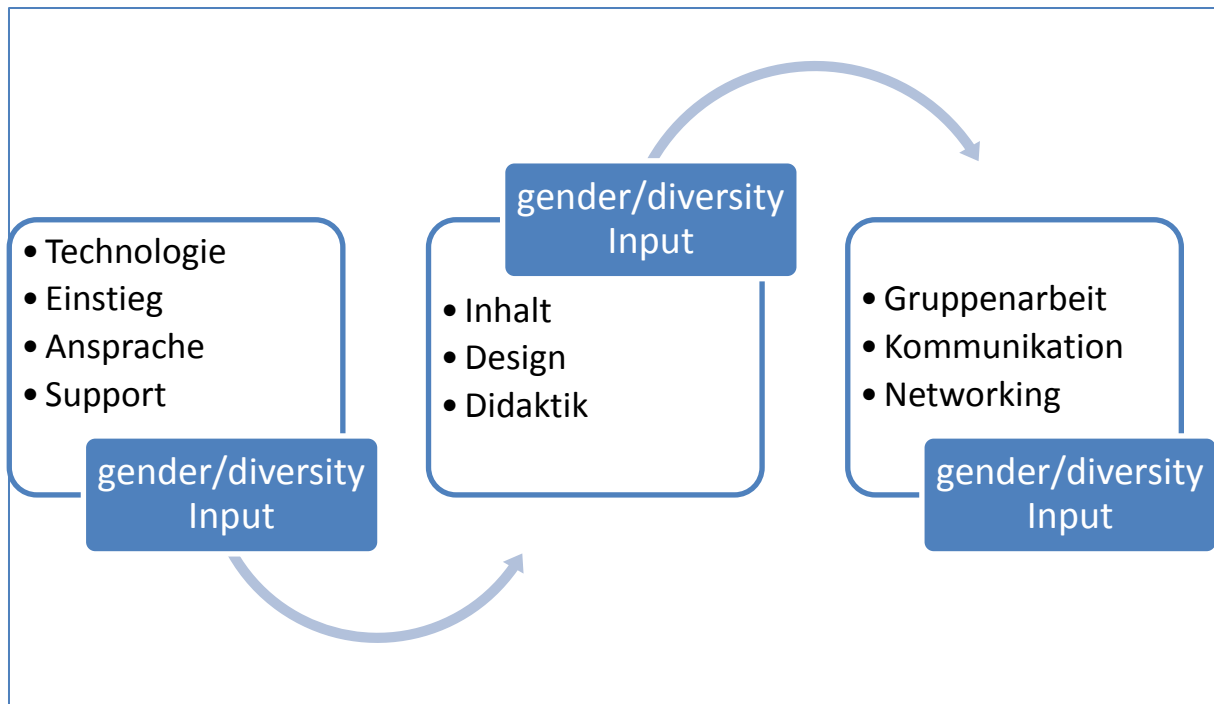 • Technologie
• Einstieg
• Ansprache
• Support
gender/diversity
Input
gender/diversity
Input
• Inhalt
• Design
• Didaktik
• Gruppenarbeit
• Kommunikation
• Networking
gender/diversity
Input